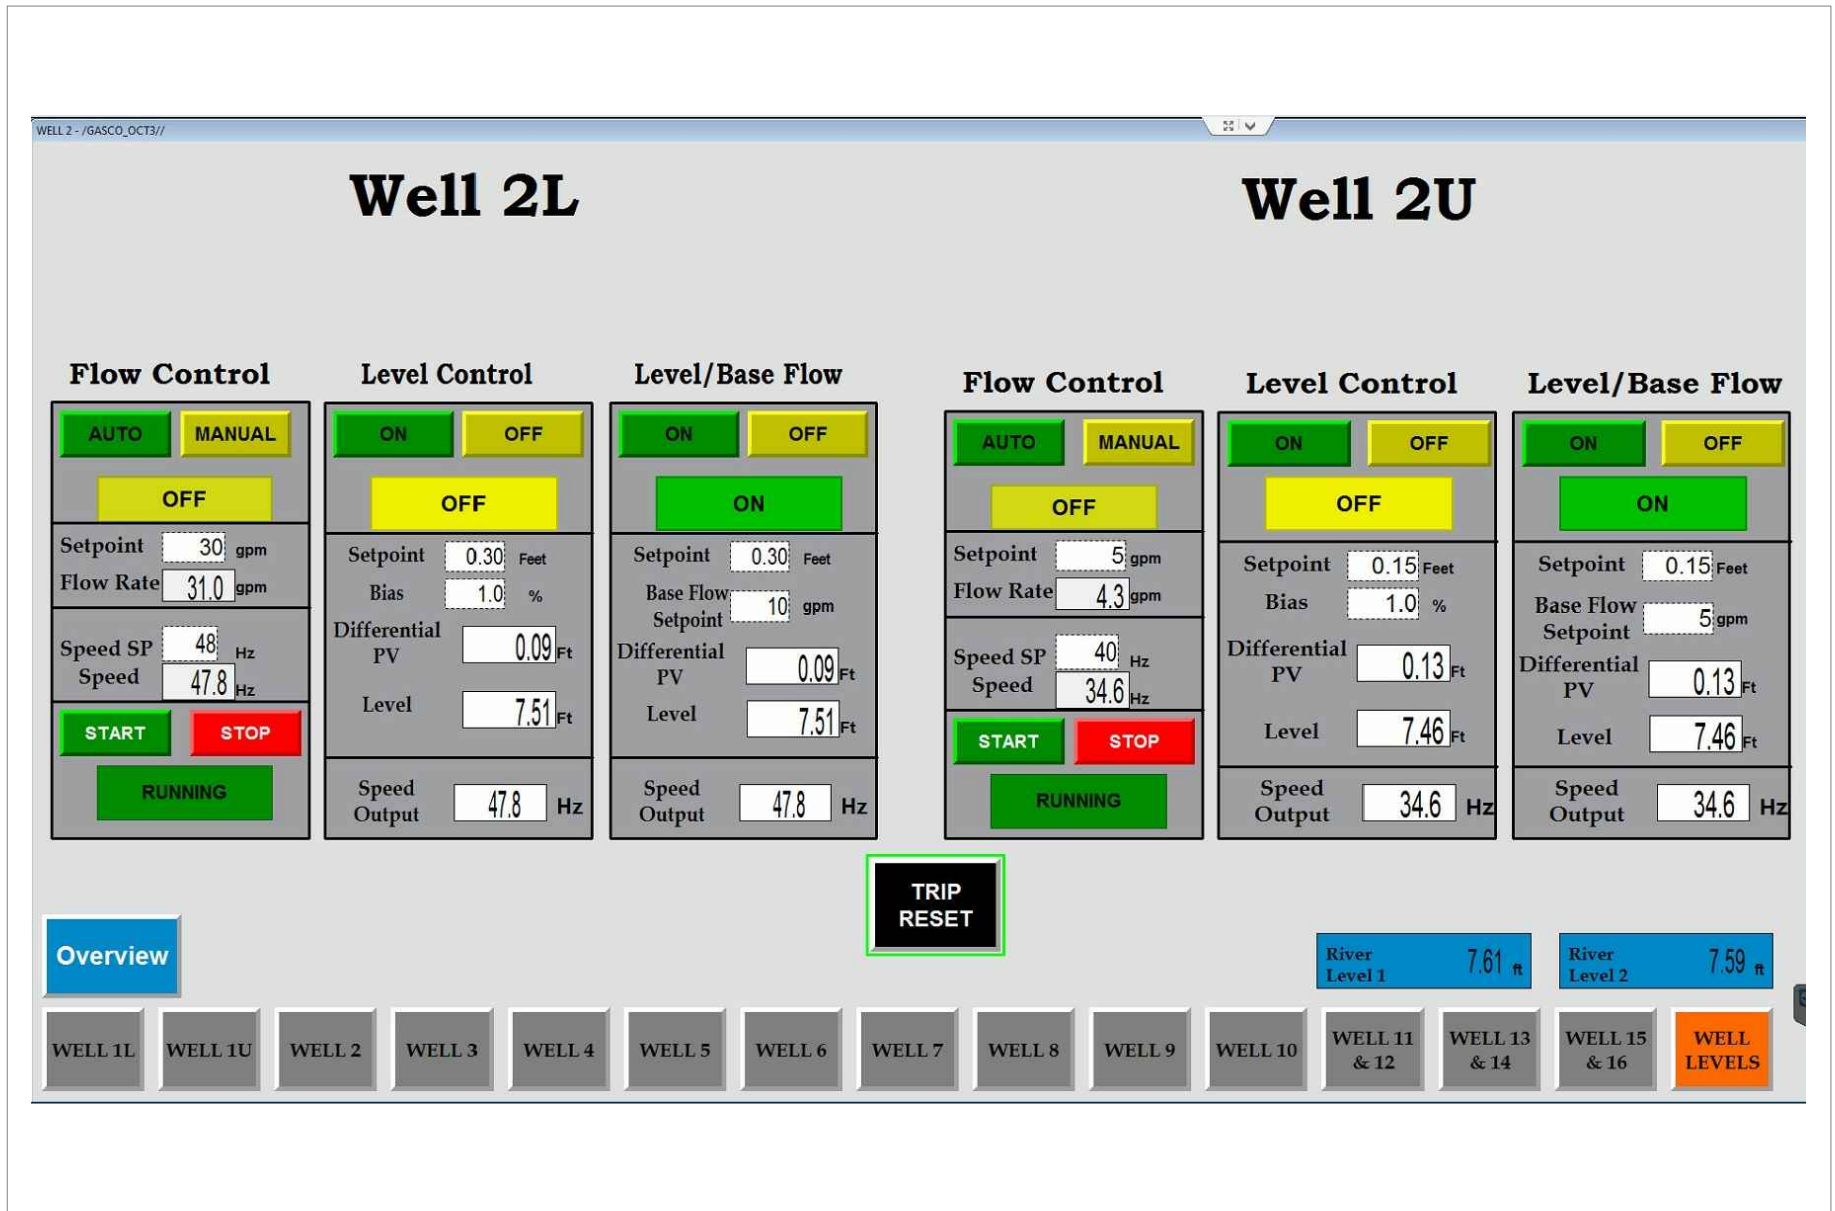 WELL 2 - /GASCO_OCT3//
Well 2L
Well 2U
Flow Control
AUTO
MANUAL
OFF
Setpoint 30 gpm
Flow Rate 31.0 gpm
Speed SP 48 Hz
Speed 47.8 Hz
START
STOP
RUNNING
Level Control
ON
OFF
OFF
Setpoint 0.30 Feet
Bias 1.0 %
Differential
PV 0.09 Ft
Level 7.51 Ft
Speed
Output 47.8 Hz
Level/Base Flow
ON
OFF
ON
Setpoint 0.30 Feet
Base Flow
Setpoint 10 gpm
Differential
PV 0.09 Ft
Level 7.51 Ft
Speed
Output 47.8 Hz
Flow Control
AUTO
MANUAL
OFF
Setpoint 5 gpm
Flow Rate 4.3 gpm
Speed SP 40 Hz
Speed 34.6 Hz
START
STOP
RUNNING
Level Control
ON
OFF
OFF
Setpoint 0.15 Feet
Bias 1.0 %
Differential
PV 0.13 Ft
Level 7.46 Ft
Speed
Output 34.6 Hz
Level/Base Flow
ON
OFF
ON
Setpoint 0.15 Feet
Base Flow
Setpoint 5 gpm
Differential
PV 0.13 Ft
Level 7.46 Ft
Speed
Output 34.6 Hz
TRIP
RESET
Overview
River
Level 1 7.61 ft
River
Level 2 7.59 ft
WELL 1L
WELL 1U
WELL 2
WELL 3
WELL 4
WELL 5
WELL 6
WELL 7
WELL 8
WELL 9
WELL 10
WELL 11
& 12
WELL 13
& 14
WELL 15
& 16
WELL
LEVELS